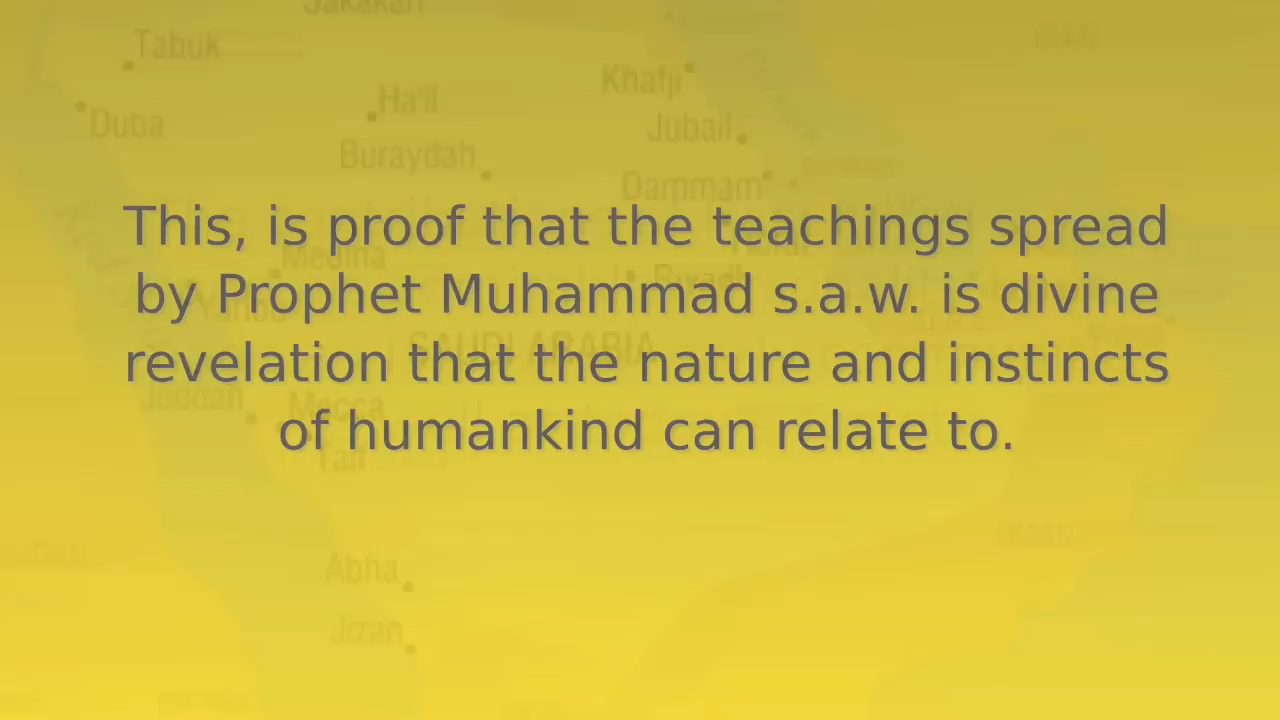 Sakakah
Tabuk
Khafji
Ha'il
Duba
Jubail
Buraydah
Dammam
This, is proof that the teachings spread
Medina
by Prophet Muhammad s.a.w. is divine
SAUDI ARABIA
revelation that the nature and instincts
Jeddah
Mecca
of humankind can relate to.
Taif
Abha
Jizan